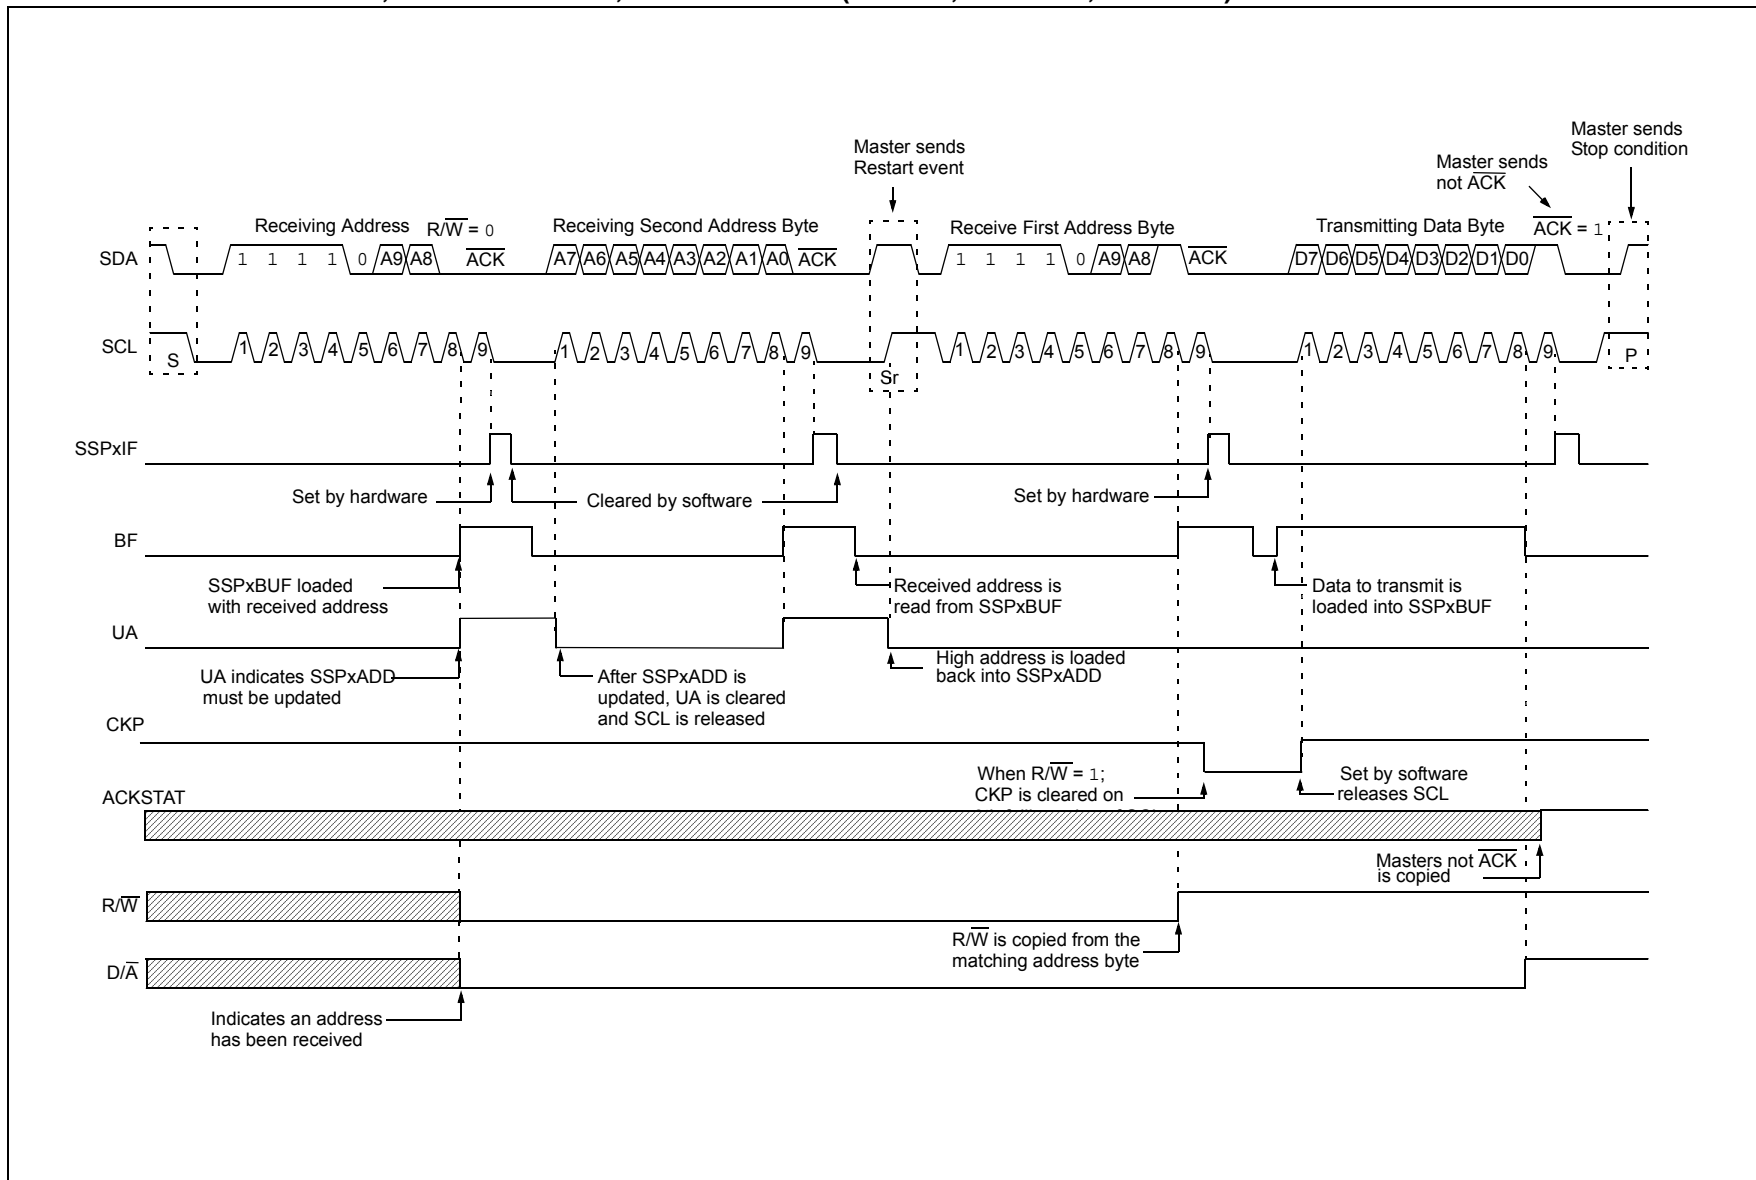 Master sends
Stop condition
Master sends
Restart event
Master sends
not ACK
Receiving Address R/W = 0
Receiving Second Address Byte
Receive First Address Byte
Transmitting Data Byte
ACK = 1
SDA
1 1 1 1 0 A9 A8 ACK
A7 A6 A5 A4 A3 A2 A1 A0 ACK
1 1 1 1 0 A9 A8 ACK
D7 D6 D5 D4 D3 D2 D1 D0
SCL
S
1 2 3 4 5 6 7 8 9
1 2 3 4 5 6 7 8 9
Sr
1 2 3 4 5 6 7 8 9
1 2 3 4 5 6 7 8 9
P
SSPxIF
Set by hardware
Cleared by software
Set by hardware
BF
SSPxBUF loaded
with received address
Received address is
read from SSPxBUF
Data to transmit is
loaded into SSPxBUF
UA
UA indicates SSPxADD
must be updated
After SSPxADD is
updated, UA is cleared
and SCL is released
High address is loaded
back into SSPxADD
CKP
When R/W = 1;
CKP is cleared on
Set by software
releases SCL
ACKSTAT
Masters not ACK
is copied
R/W
R/W is copied from the
matching address byte
D/A
Indicates an address
has been received